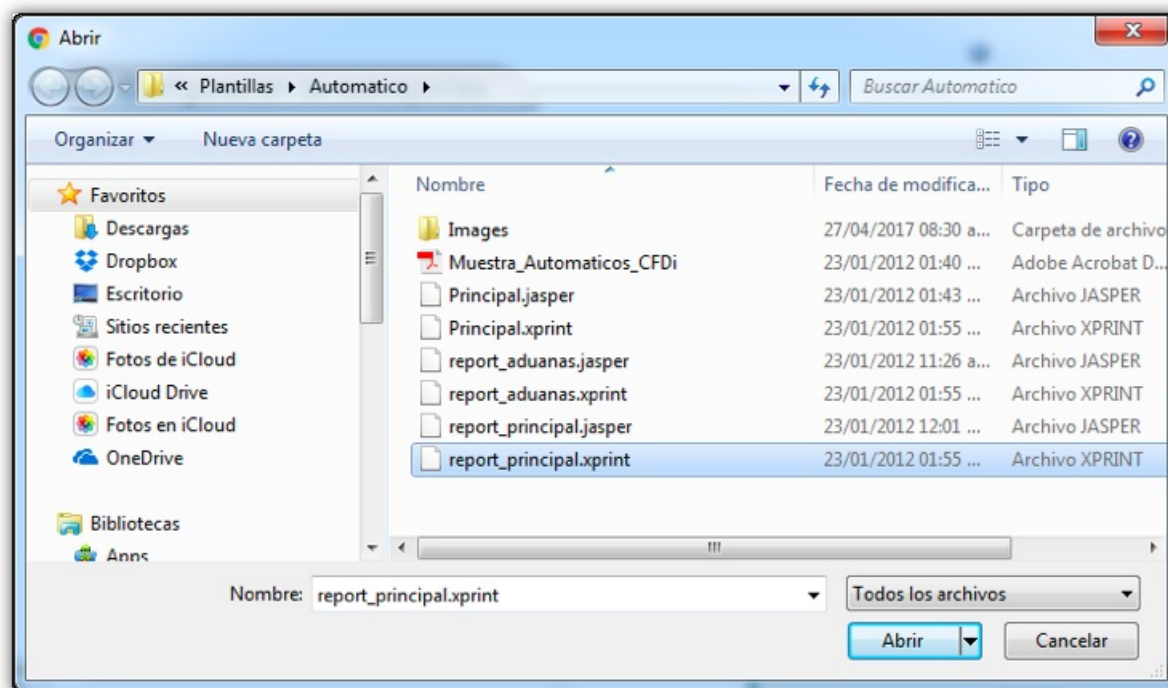 Abrir
« Plantillas Automatico
Buscar Automatico
Organizar
Nueva carpeta
Favoritos
Descargas
Dropbox
Escritorio
Sitios recientes
Fotos de iCloud
iCloud Drive
Fotos en iCloud
OneDrive
Bibliotecas
Apps
Nombre Fecha de modifica... Tipo
Images 27/04/2017 08:30 a... Carpeta de archivo
Muestra_Automaticos_CFDi 23/01/2012 01:40 ... Adobe Acrobat D...
Principal.jasper 23/01/2012 01:43 ... Archivo JASPER
Principal.xprint 23/01/2012 01:55 ... Archivo XPRINT
report_aduanas.jasper 23/01/2012 11:26 a... Archivo JASPER
report_aduanas.xprint 23/01/2012 01:55 ... Archivo XPRINT
report_principal.jasper 23/01/2012 12:01 ... Archivo JASPER
report_principal.xprint 23/01/2012 01:55 ... Archivo XPRINT
Nombre: report_principal.xprint
Todos los archivos
Abrir
Cancelar